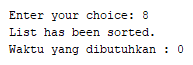 Enter your choice: 8
List has been sorted.
Waktu yang dibutuhkan : 0